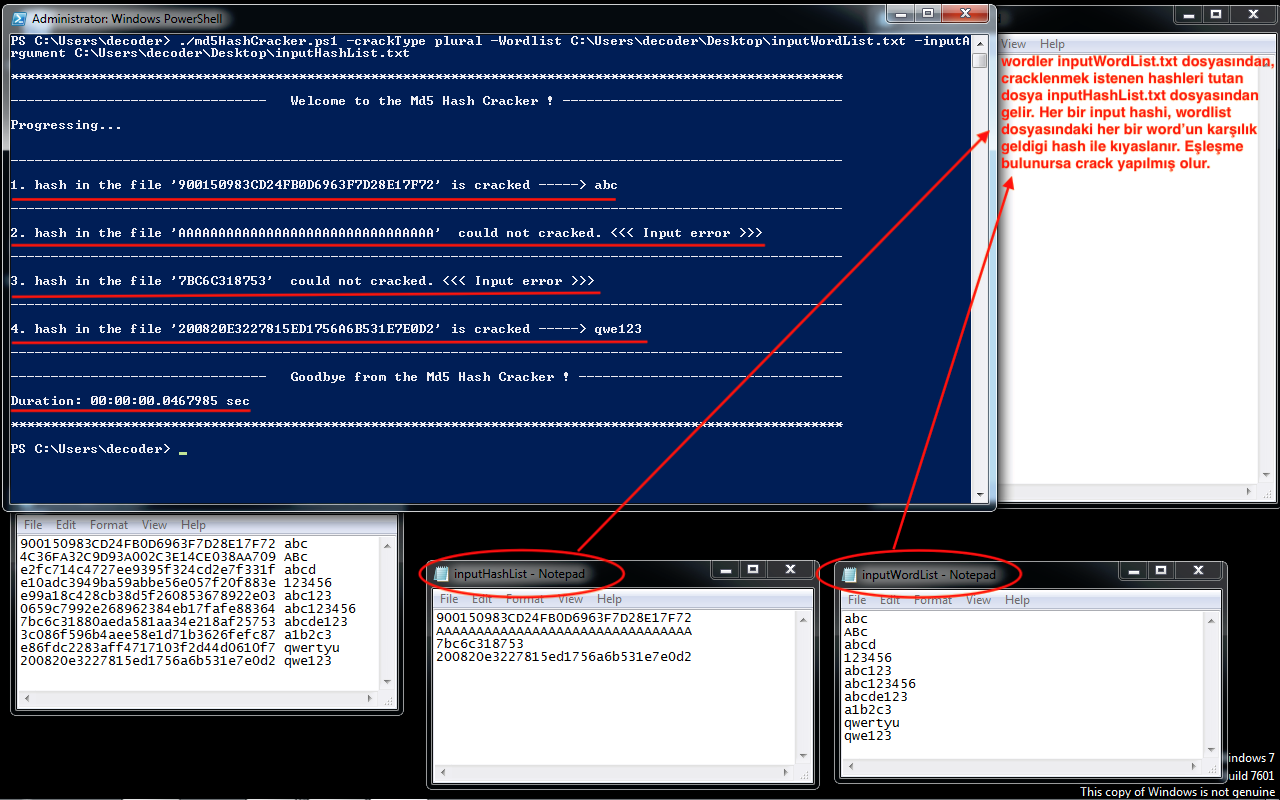 Administrator: Windows PowerShell
PS C:\Users\decoder> ./md5HashCracker.ps1 -crackType plural -Wordlist C:\Users\decoder\Desktop\inputWordList.txt -inputA
rgument C:\Users\decoder\Desktop\inputHashList.txt
Welcome to the Md5 Hash Cracker !
Progressing...
1. hash in the file '900150983CD24FB0D6963F7D28E17F72' is cracked -----> abc
2. hash in the file 'AAAAAAAAAAAAAAAAAAAAAAAAAAAAAAAA'  could not cracked. <<< Input error >>>
3. hash in the file '7BC6C318753'  could not cracked. <<< Input error >>>
4. hash in the file '200820E3227815ED1756A6B531E7E0D2' is cracked -----> qwe123
Goodbye from the Md5 Hash Cracker !
Duration: 00:00:00.0467985 sec
PS C:\Users\decoder>
View Help
wordler inputWordList.txt dosyasından,
cracklenmek istenen hashleri tutan
dosya inputHashList.txt dosyasından
gelir. Her bir input hashi, wordlist
dosyasındaki her bir word'un karşılık
geldigi hash ile kıyaslanır. Eşleşme
bulunursa crack yapılmış olur.
File Edit Format View Help
900150983CD24FB0D6963F7D28E17F72 abc
4C36FA32C9D93A002C3E14CE038AA709 ABc
e2fc714c4727ee9395f324cd2e7f331f abcd
e10adc3949ba59abbe56e057f20f883e 123456
e99a18c428cb38d5f260853678922e03 abc123
0659c7992e268962384eb17fafe88364 abc123456
7bc6c31880aeda581aa34e218af25753 abcde123
3c086f596b4aee58e1d71b3626fefc87 a1b2c3
e86fdc2283aff4717103f2d44d0610f7 qwertyu
200820e3227815ed1756a6b531e7e0d2 qwe123
inputHashList - Notepad
File Edit Format View Help
900150983CD24FB0D6963F7D28E17F72
AAAAAAAAAAAAAAAAAAAAAAAAAAAAAAAA
7bc6c318753
200820e3227815ed1756a6b531e7e0d2
inputWordList - Notepad
File Edit Format View Help
abc
ABc
abcd
123456
abc123
abc123456
abcde123
a1b2c3
qwertyu
qwe123
indows 7
uild 7601
This copy of Windows is not genuine